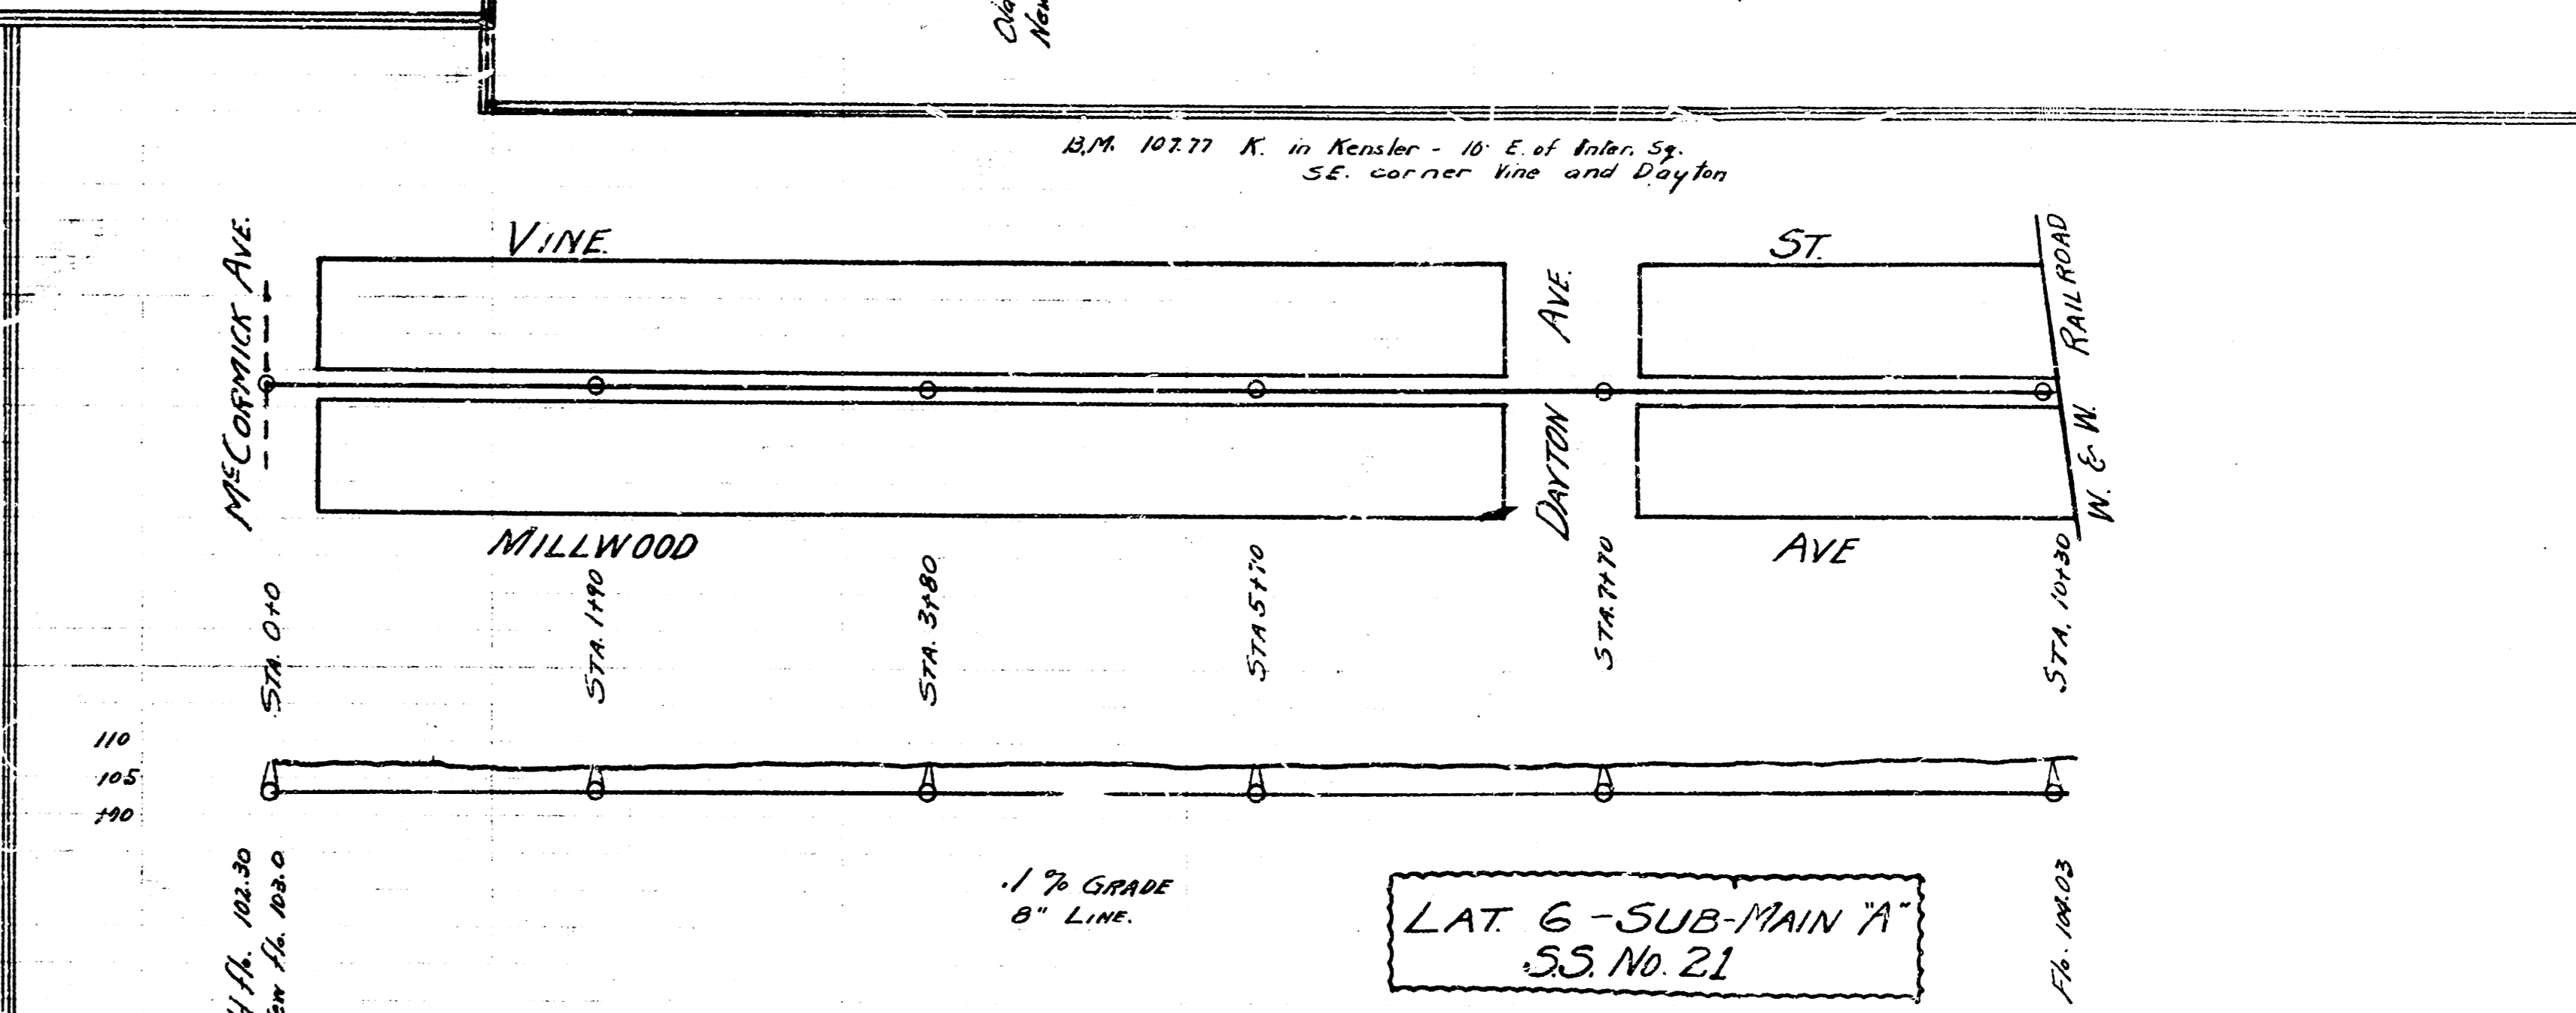 B.M. 107.77 K. in Kensler - 16' E. of Inter. Sq.
S.E. corner Vine and Dayton
VINE. ST.
McCORMICK AVE.
DAYTON AVE.
W. & W. RAILROAD
MILLWOOD AVE
STA. 0+0
STA. 1+90
STA. 3+80
STA 5+70
STA. 7+70
STA. 10+30
110
105
Fl. 102.30
Fl. 103.0
.1 % GRADE
8" LINE.
LAT. 6 - SUB-MAIN "A"
S.S. No. 21
Fl. 104.03